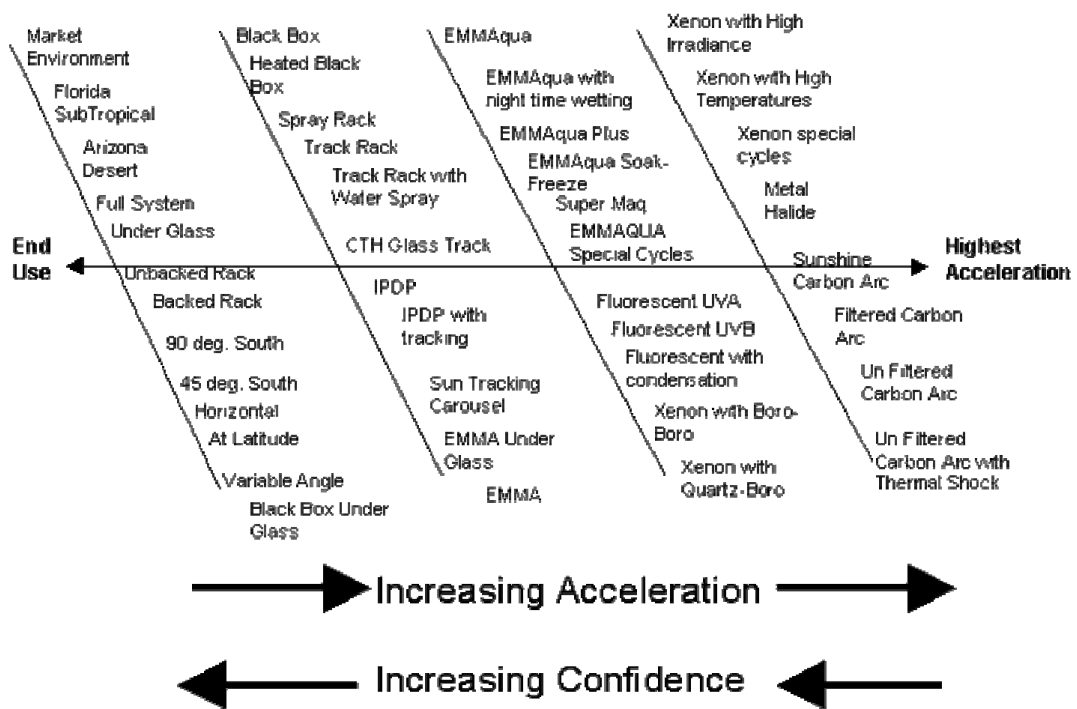 Market
Environment
Florida
SubTropical
Arizona
Desert
Full System
Under Glass
End
Use
Unbacked Rack
Backed Rack
90 deg. South
45 deg. South
Horizontal
At Latitude
Variable Angle
Black Box Under
Glass
Black Box
Heated Black
Box
Spray Rack
Track Rack
Track Rack with
Water Spray
CTH Glass Track
IPDP
IPDP with
tracking
Sun Tracking
Carousel
EMMA Under
Glass
EMMA
EMMAqua
EMMAqua with
night time wetting
EMMAqua Plus
EMMAqua Soak-
Freeze
Super Maq
EMMAQUA
Special Cycles
Fluorescent UVA
Fluorescent UVB
Fluorescent with
condensation
Xenon with Boro-
Boro
Xenon with
Quartz-Boro
Xenon with High
Irradiance
Xenon with High
Temperatures
Xenon special
cycles
Metal
Halide
Highest
Acceleration
Sunshine
Carbon Arc
Filtered Carbon
Arc
Un Filtered
Carbon Arc
Un Filtered
Carbon Arc with
Thermal Shock
Increasing Acceleration
Increasing Confidence